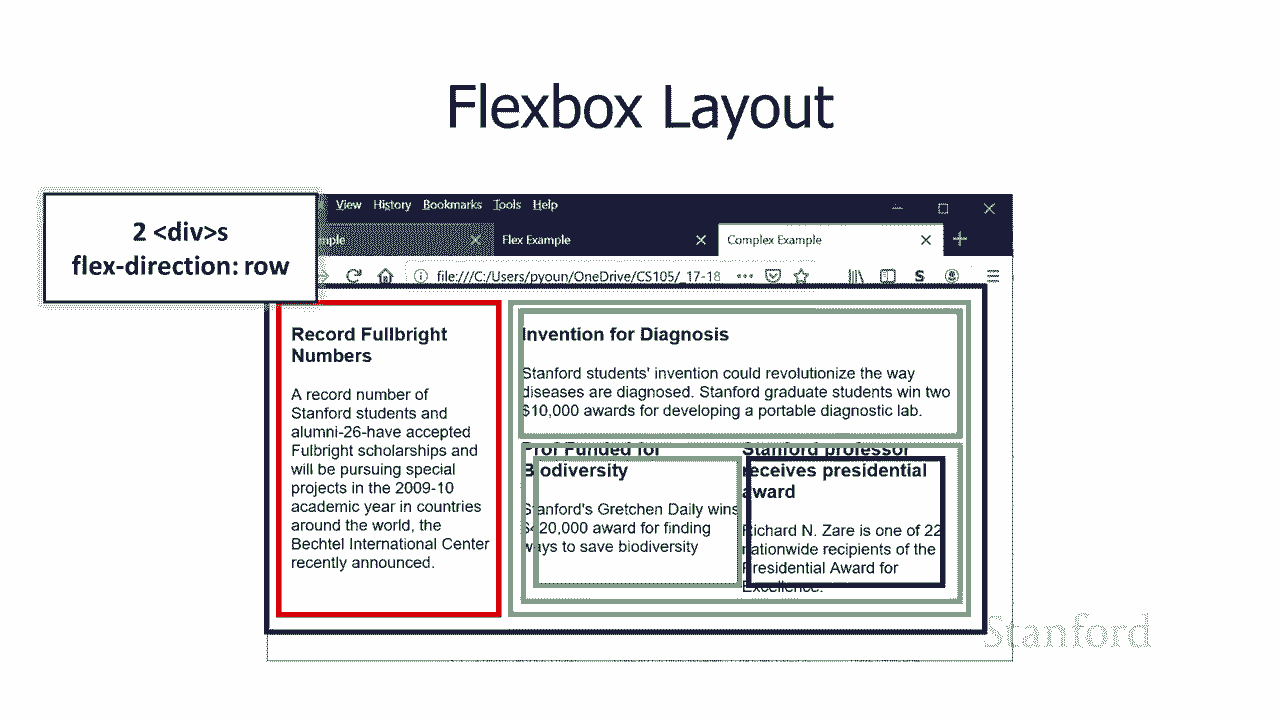 Flexbox Layout
2 <div>s
flex-direction: row
View History Bookmarks Tools Help
mple
Flex Example
Complex Example
file:///C:/Users/pyoun/OneDrive/CS105/_17-18
S
Record Fullbright
Numbers
A record number of
Stanford students and
alumni-26-have accepted
Fulbright scholarships and
will be pursuing special
projects in the 2009-10
academic year in countries
around the world, the
Bechtel International Center
recently announced.
Invention for Diagnosis
Stanford students' invention could revolutionize the way
diseases are diagnosed. Stanford graduate students win two
$10,000 awards for developing a portable diagnostic lab.
Prof Funded for
Biodiversity
Stanford's Gretchen Daily wins
$420,000 award for finding
ways to save biodiversity
Stanford professor
receives presidential
award
Richard N. Zare is one of 22
nationwide recipients of the
Presidential Award for
Excellence.
Stanford